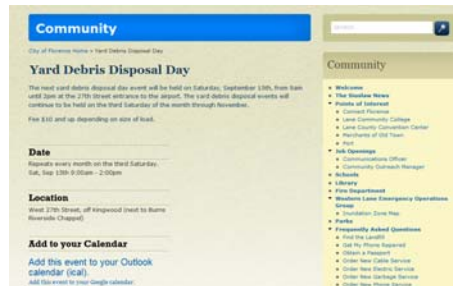 Community
City of Florence Home » Yard Debris Disposal Day
Yard Debris Disposal Day
The next yard debris disposal day event will be held on Saturday, September 13th, from 9am
until 2pm at the 27th Street entrance to the airport. The yard debris disposal events will
continue to be held on the third Saturday of the month through November.
Fee $10 and up depending on size of load.
Date
Repeats every month on the third Saturday.
Sat, Sep 13th 9:00am - 2:00pm
Location
West 27th Street, off Kingwood (next to Burns
Riverside Chappel)
Add to your Calendar
Add this event to your Outlook
calendar (ical).
Add this event to your Google calendar.
Community
Welcome
The Siuslaw News
Points of Interest
Connect Florence
Lane Community College
Lane County Convention Center
Merchants of Old Town
Port
Job Openings
Communications Officer
Community Outreach Manager
Schools
Library
Fire Department
Western Lane Emergency Operations
Group
Inundation Zone Map
Parks
Frequently Asked Questions
Find the Landfill
Get My Phone Repaired
Obtain a Passport
Order New Cable Service
Order New Electric Service
Order New Garbage Service
Order New Phone Service